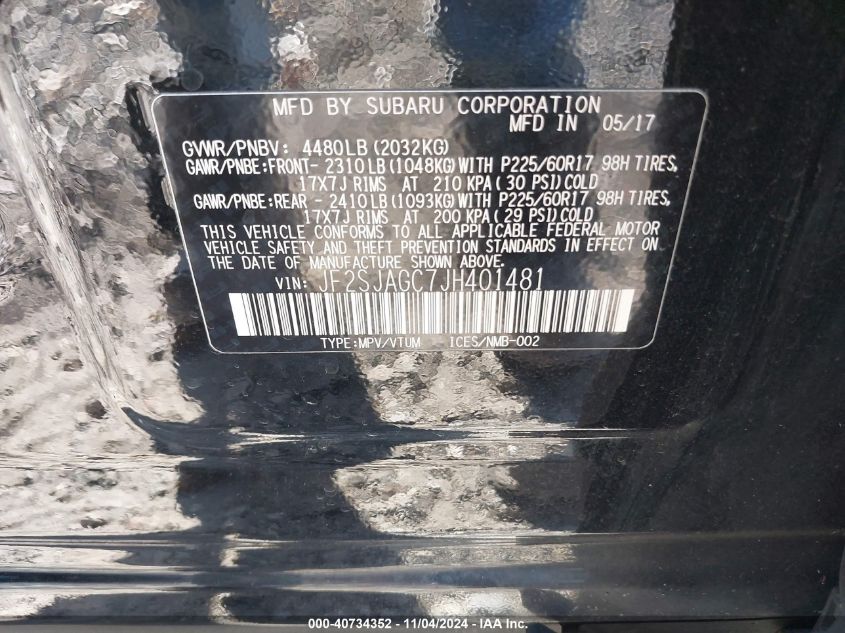 MFD BY SUBARU CORPORATION
MFD IN 05/17
GVWR/PNBV: 4480LB(2032KG)
GAWR/PNBE:FRONT- 2310LB(1048KG)WITH P225/60R17 98H TIRES,
17X7J RIMS AT 210 KPA( 30 PSI)COLD
GAWR/PNBE:REAR - 2410LB(1093KG)WITH P225/60R17 98H TIRES,
17X7J RIMS AT 200 KPA( 29 PSI)COLD
THIS VEHICLE CONFORMS TO ALL APPLICABLE FEDERAL MOTOR
VEHICLE SAFETY AND THEFT PREVENTION STANDARDS IN EFFECT ON
THE DATE OF MANUFACTURE SHOWN ABOVE.
VIN: JF2SJAGC7JH401481
TYPE:MPV/VTUM ICES/NMB-002
000-40734352 - 11/04/2024 - IAA Inc.